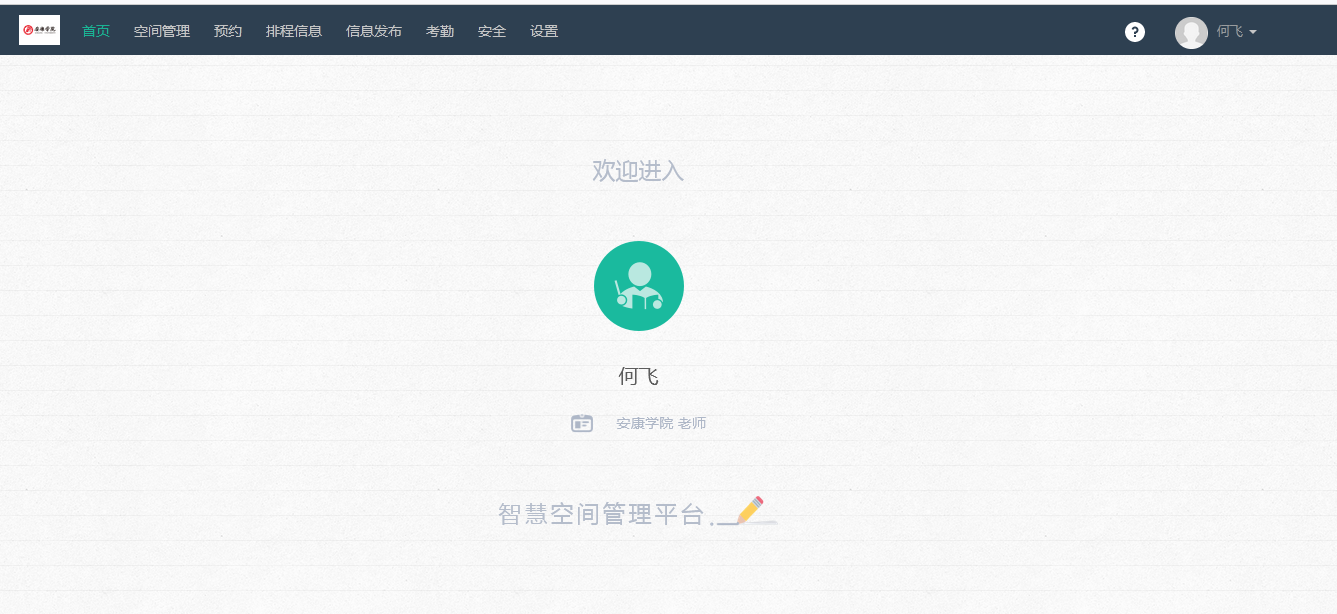 首页 空间管理 预约 排程信息 信息发布 考勤 安全 设置 ? 何飞
欢迎进入
何飞
安康学院 老师
智慧空间管理平台